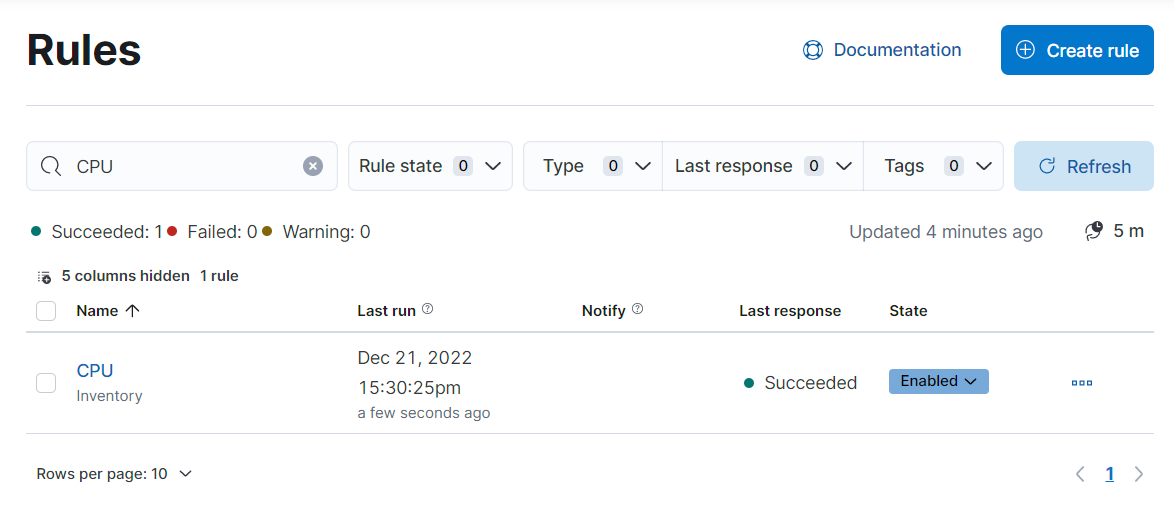 Rules
Documentation
Create rule
CPU
Rule state 0
Type 0
Last response 0
Tags 0
Refresh
Succeeded: 1 Failed: 0 Warning: 0
Updated 4 minutes ago
5 m
5 columns hidden 1 rule
Name Last run Notify Last response State
CPU
Inventory
Dec 21, 2022
15:30:25pm
a few seconds ago
Succeeded
Enabled
Rows per page: 10
1